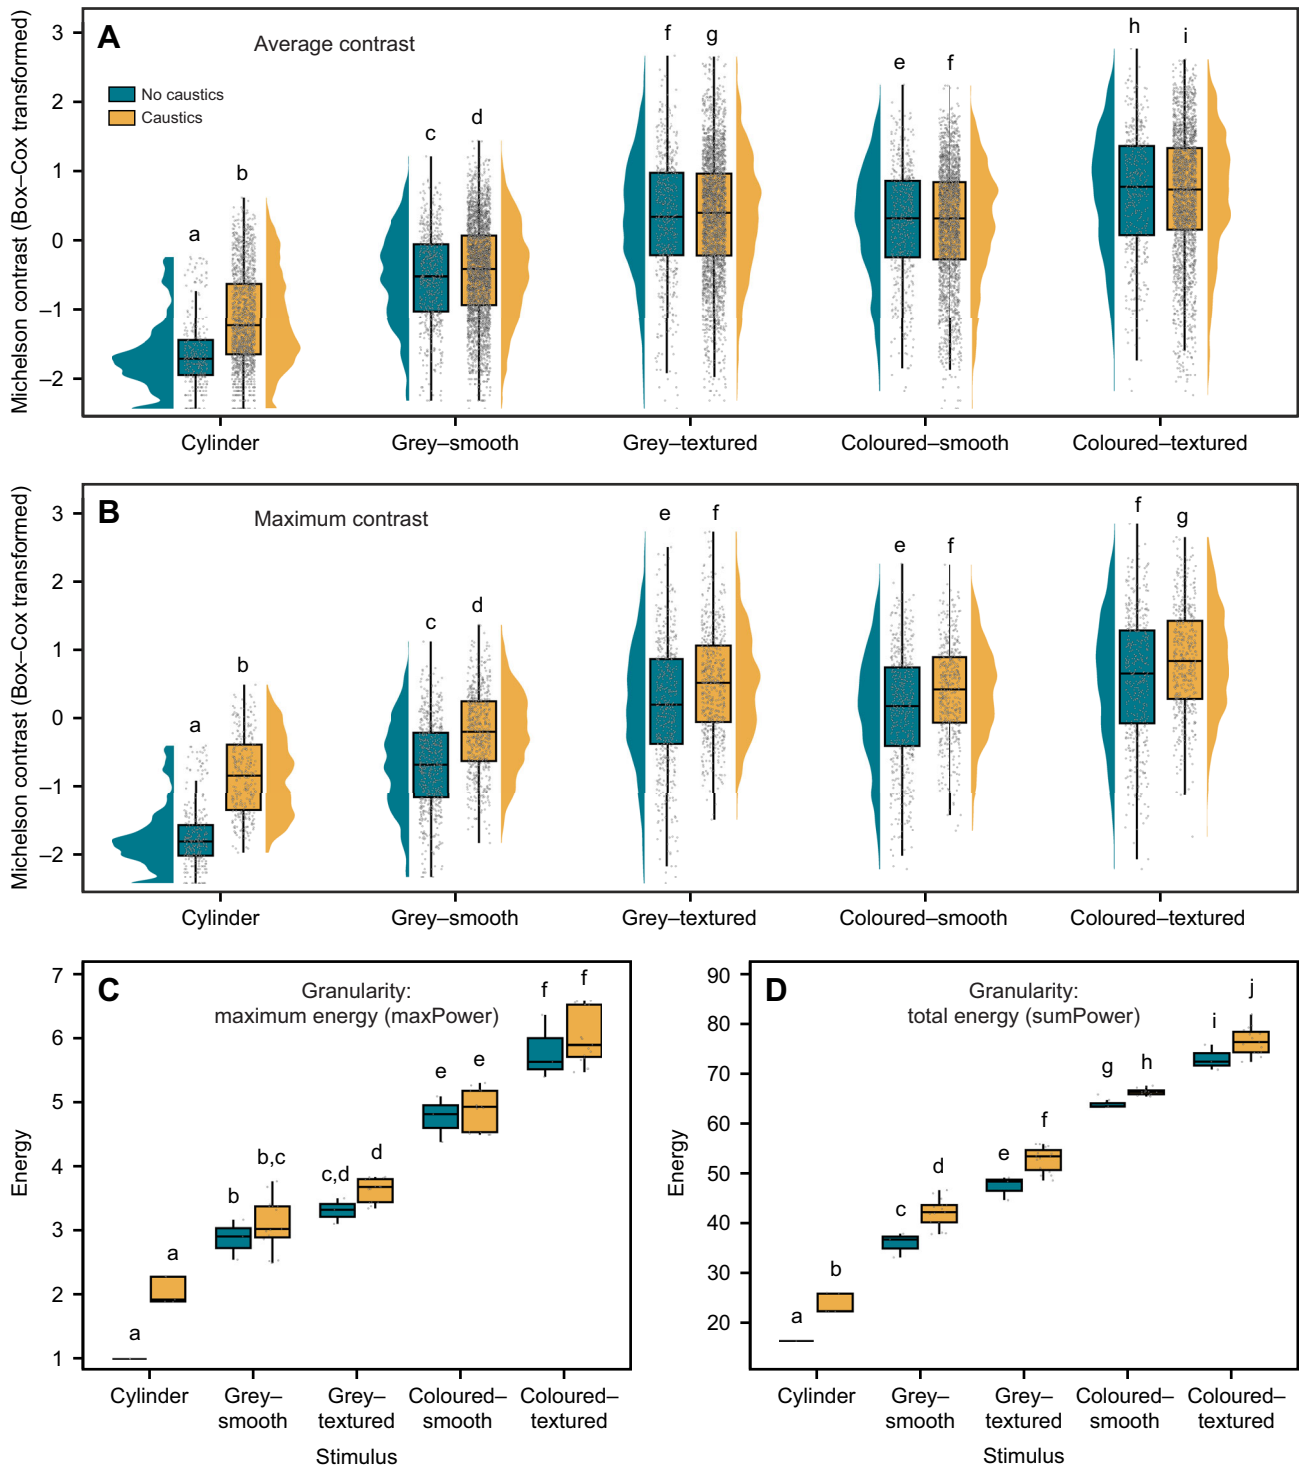 Michelson contrast (Box–Cox transformed)
A
Average contrast
No caustics
Caustics
3
2
1
0
–1
–2
a
b
c
d
f
g
e
f
h
i
Cylinder
Grey–smooth
Grey–textured
Coloured–smooth
Coloured–textured
Michelson contrast (Box–Cox transformed)
B
Maximum contrast
3
2
1
0
–1
–2
a
b
c
d
e
f
e
f
f
g
Cylinder
Grey–smooth
Grey–textured
Coloured–smooth
Coloured–textured
Energy
C
Granularity:
maximum energy (maxPower)
7
6
5
4
3
2
1
a
a
b
b,c
c,d
d
e
e
f
f
Cylinder
Grey–
smooth
Grey–
textured
Coloured–
smooth
Coloured–
textured
Stimulus
Energy
D
Granularity:
total energy (sumPower)
90
80
70
60
50
40
30
20
a
b
c
d
e
f
g
h
i
j
Cylinder
Grey–
smooth
Grey–
textured
Coloured–
smooth
Coloured–
textured
Stimulus